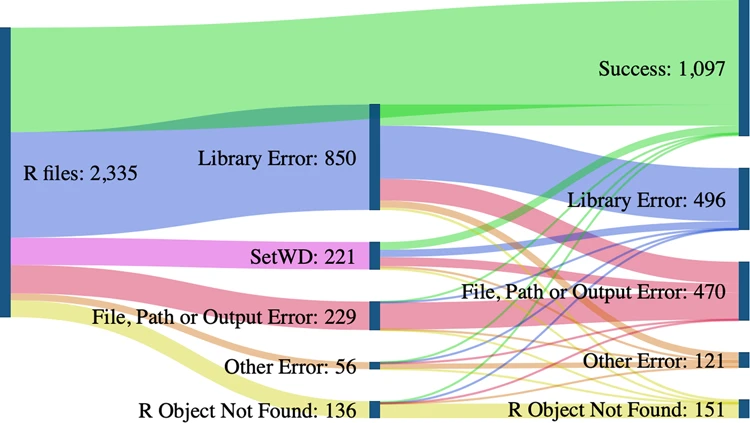 R files: 2,335
Library Error: 850
SetWD: 221
File, Path or Output Error: 229
Other Error: 56
R Object Not Found: 136
Success: 1,097
Library Error: 496
File, Path or Output Error: 470
Other Error: 121
R Object Not Found: 151